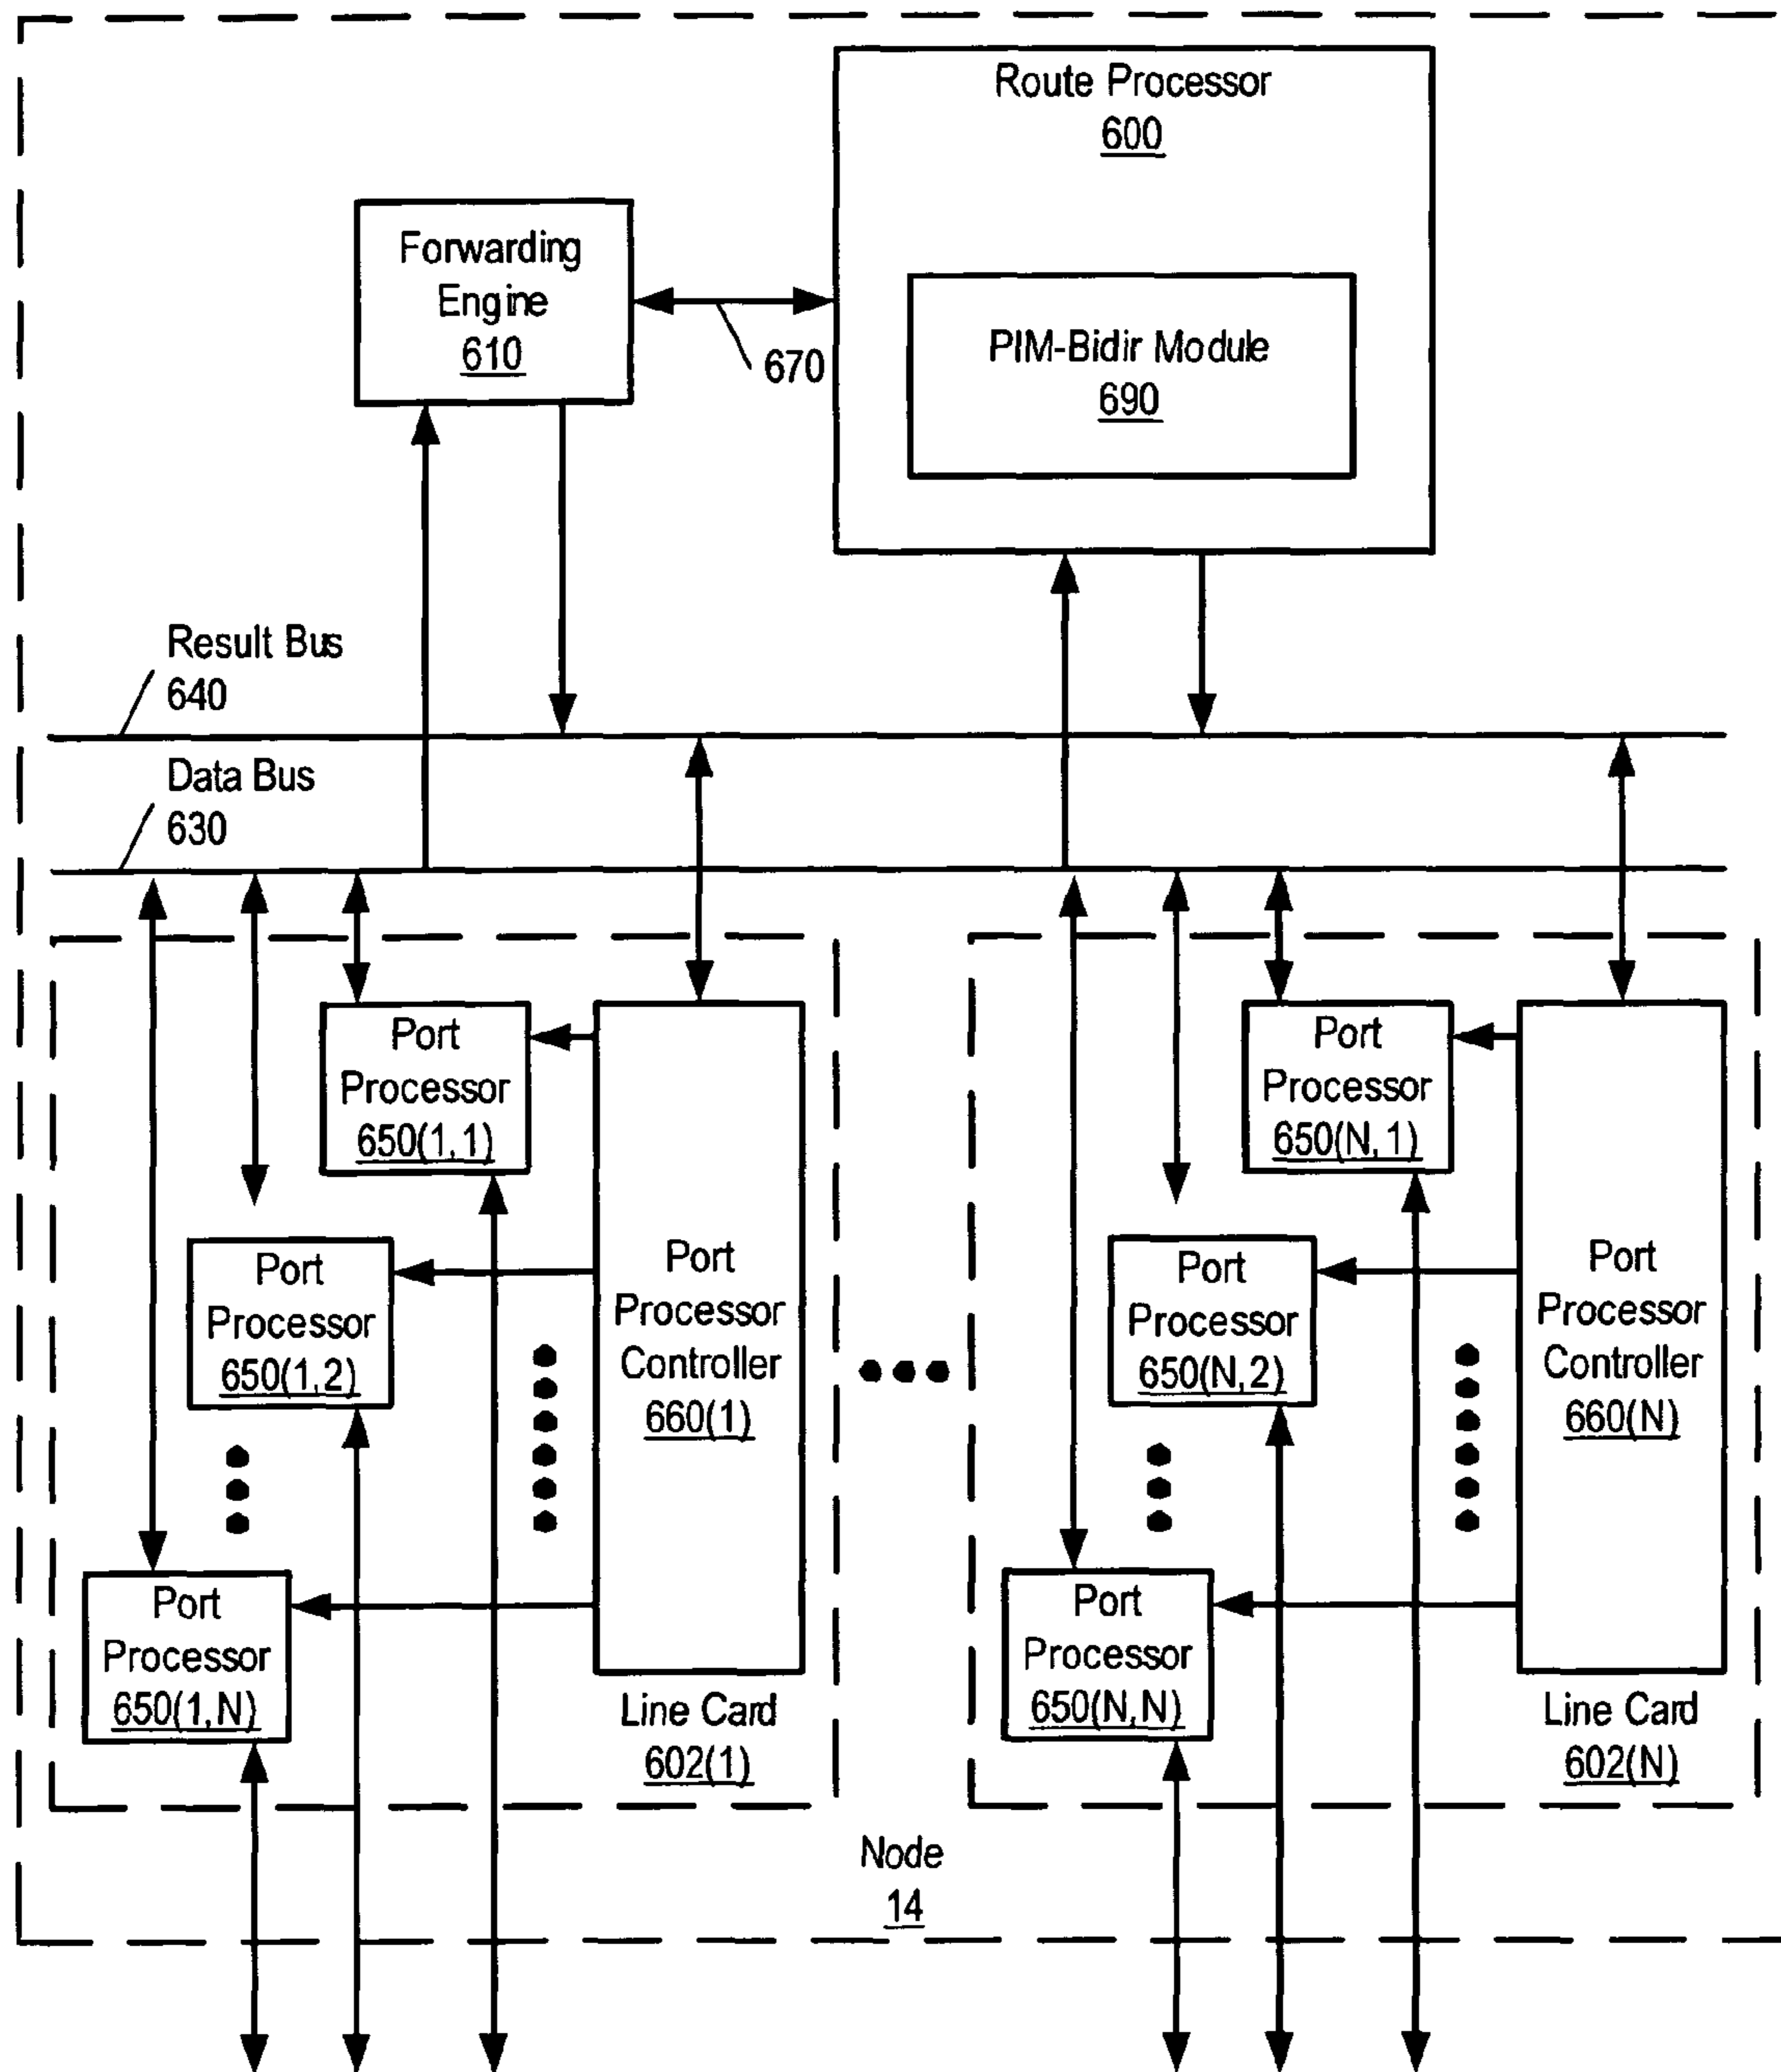 Route Processor
600
Forwarding
Engine
610
670
PIM-Bidir Module
690
Result Bus
640
Data Bus
630
Port
Processor
650(1,1)
Port
Processor
650(1,2)
Port
Processor
650(1,N)
Port
Processor
Controller
660(1)
Line Card
602(1)
Port
Processor
650(N,1)
Port
Processor
650(N,2)
Port
Processor
650(N,N)
Port
Processor
Controller
660(N)
Line Card
602(N)
Node
14